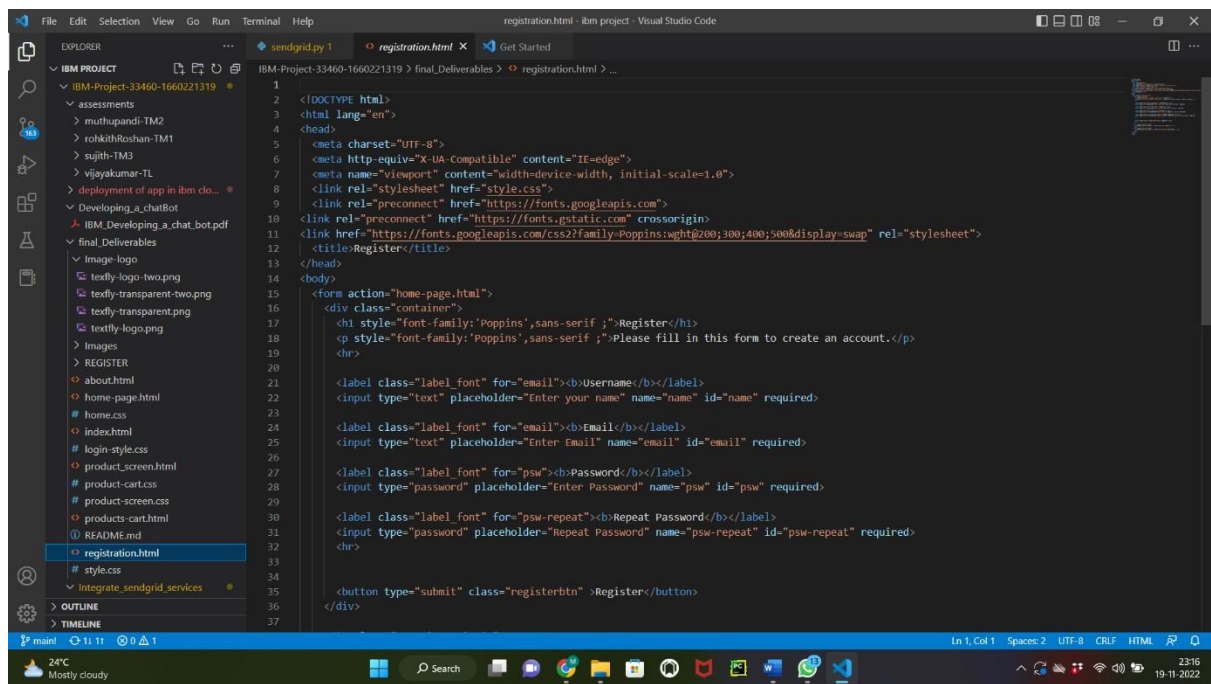 File Edit Selection View Go Run Terminal Help
registration.html - ibm project - Visual Studio Code
EXPLORER
IBM PROJECT
IBM-Project-33460-1660221319
assessments
muthupandi-TM2
rohkithRoshan-TM1
sujith-TM3
vijayakumar-TL
deployment of app in ibm clo...
Developing_a_chatBot
IBM_Developing_a_chat_bot.pdf
final_Deliverables
Image-logo
texfly-logo-two.png
texfly-transparent-two.png
texfly-transparent.png
textfly-logo.png
Images
REGISTER
about.html
home-page.html
home.css
index.html
login-style.css
product_screen.html
product-cart.css
product-screen.css
products-cart.html
README.md
registration.html
style.css
Integrate_sendgrid_services
OUTLINE
TIMELINE
163
sendgrid.py 1 registration.html Get Started
IBM-Project-33460-1660221319 > final_Deliverables > registration.html > ...
1
2 <!DOCTYPE html>
3 <html lang="en">
4 <head>
5 <meta charset="UTF-8">
6 <meta http-equiv="X-UA-Compatible" content="IE=edge">
7 <meta name="viewport" content="width=device-width, initial-scale=1.0">
8 <link rel="stylesheet" href="style.css">
9 <link rel="preconnect" href="https://fonts.googleapis.com">
10 <link rel="preconnect" href="https://fonts.gstatic.com" crossorigin>
11 <link href="https://fonts.googleapis.com/css2?family=Poppins:wght@200;300;400;500&display=swap" rel="stylesheet">
12 <title>Register</title>
13 </head>
14 <body>
15 <form action="home-page.html">
16 <div class="container">
17 <h1 style="font-family:'Poppins',sans-serif ;">Register</h1>
18 <p style="font-family:'Poppins',sans-serif ;">Please fill in this form to create an account.</p>
19 <hr>
20
21 <label class="label_font" for="email"><b>Username</b></label>
22 <input type="text" placeholder="Enter your name" name="name" id="name" required>
23
24 <label class="label_font" for="email"><b>Email</b></label>
25 <input type="text" placeholder="Enter Email" name="email" id="email" required>
26
27 <label class="label_font" for="psw"><b>Password</b></label>
28 <input type="password" placeholder="Enter Password" name="psw" id="psw" required>
29
30 <label class="label_font" for="psw-repeat"><b>Repeat Password</b></label>
31 <input type="password" placeholder="Repeat Password" name="psw-repeat" id="psw-repeat" required>
32 <hr>
33
34
35 <button type="submit" class="registerbtn" >Register</button>
36 </div>
37
main! 1↓ 1↑ 0 1
Ln 1, Col 1 Spaces: 2 UTF-8 CRLF HTML
24°C
Mostly cloudy
Search
23:16
19-11-2022